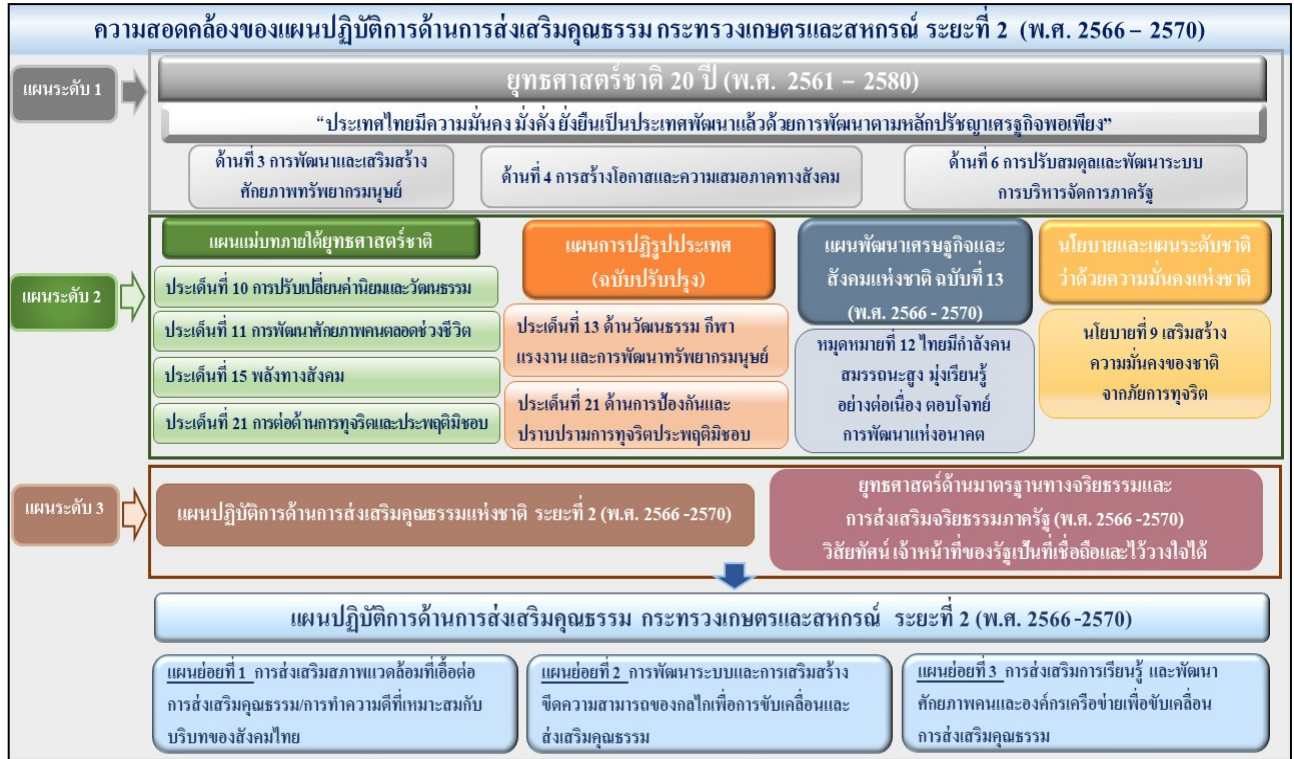 ความสอดคล้องของแผนปฏิบัติการด้านการส่งเสริมคุณธรรม กระทรวงเกษตรและสหกรณ์ ระยะที่ 2 (พ.ศ. 2566 – 2570)
แผนระดับ 1
ยุทธศาสตร์ชาติ 20 ปี (พ.ศ. 2561 – 2580)
“ประเทศไทยมีความมั่นคง มั่งคั่ง ยั่งยืนเป็นประเทศพัฒนาแล้วด้วยการพัฒนาตามหลักปรัชญาเศรฐกิจพอเพียง”
ด้านที่ 3 การพัฒนาและเสริมสร้าง
ศักยภาพทรัพยากรมนุษย์
ด้านที่ 4 การสร้างโอกาสและความเสมอภาคทางสังคม
ด้านที่ 6 การปรับสมดุลและพัฒนาระบบ
การบริหารจัดการภาครัฐ
แผนระดับ 2
แผนแม่บทภายใต้ยุทธศาสตร์ชาติ
ประเด็นที่ 10 การปรับเปลี่ยนค่านิยมและวัฒนธรรม
ประเด็นที่ 11 การพัฒนาศักยภาพคนตลอดช่วงชีวิต
ประเด็นที่ 15 พลังทางสังคม
ประเด็นที่ 21 การต่อต้านการทุจริตและประพฤติมิชอบ
แผนการปฏิรูปประเทศ
(ฉบับปรับปรุง)
ประเด็นที่ 13 ด้านวัฒนธรรม กีฬา
แรงงาน และการพัฒนาทรัพยากรมนุษย์
ประเด็นที่ 21 ด้านการป้องกันและ
ปราบปรามการทุจริตประพฤติมิชอบ
แผนพัฒนาเศรษฐกิจและ
สังคมแห่งชาติ ฉบับที่ 13
(พ.ศ. 2566 - 2570)
หมุดหมายที่ 12 ไทยมีกำลังคน
สมรรถนะสูง มุ่งเรียนรู้
อย่างต่อเนื่อง ตอบโจทย์
การพัฒนาแห่งอนาคต
นโยบายและแผนระดับชาติ
ว่าด้วยความมั่นคงแห่งชาติ
นโยบายที่ 9 เสริมสร้าง
ความมั่นคงของชาติ
จากภัยการทุจริต
แผนระดับ 3
แผนปฏิบัติการด้านการส่งเสริมคุณธรรมแห่งชาติ ระยะที่ 2 (พ.ศ. 2566 -2570)
ยุทธศาสตร์ด้านมาตรฐานทางจริยธรรมและ
การส่งเสริมจริยธรรมภาครัฐ (พ.ศ. 2566 -2570)
วิสัยทัศน์ เจ้าหน้าที่ของรัฐเป็นที่เชื่อถือและไว้วางใจได้
แผนปฏิบัติการด้านการส่งเสริมคุณธรรม กระทรวงเกษตรและสหกรณ์ ระยะที่ 2 (พ.ศ. 2566 -2570)
แผนย่อยที่ 1 การส่งเสริมสภาพแวดล้อมที่เอื้อต่อ
การส่งเสริมคุณธรรม/การทำความดีที่เหมาะสมกับ
บริบทของสังคมไทย
แผนย่อยที่ 2 การพัฒนาระบบและการเสริมสร้าง
ขีดความสามารถของกลไกเพื่อการขับเคลื่อนและ
ส่งเสริมคุณธรรม
แผนย่อยที่ 3 การส่งเสริมการเรียนรู้ และพัฒนา
ศักยภาพคนและองค์กรเครือข่ายเพื่อขับเคลื่อน
การส่งเสริมคุณธรรม